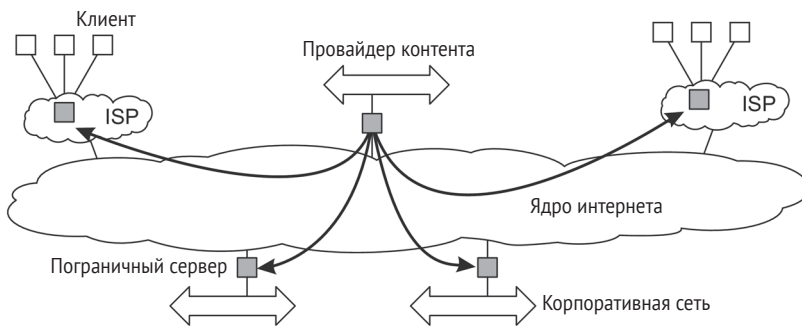 Клиент
Провайдер контента
ISP
ISP
Ядро интернета
Пограничный сервер
Корпоративная сеть